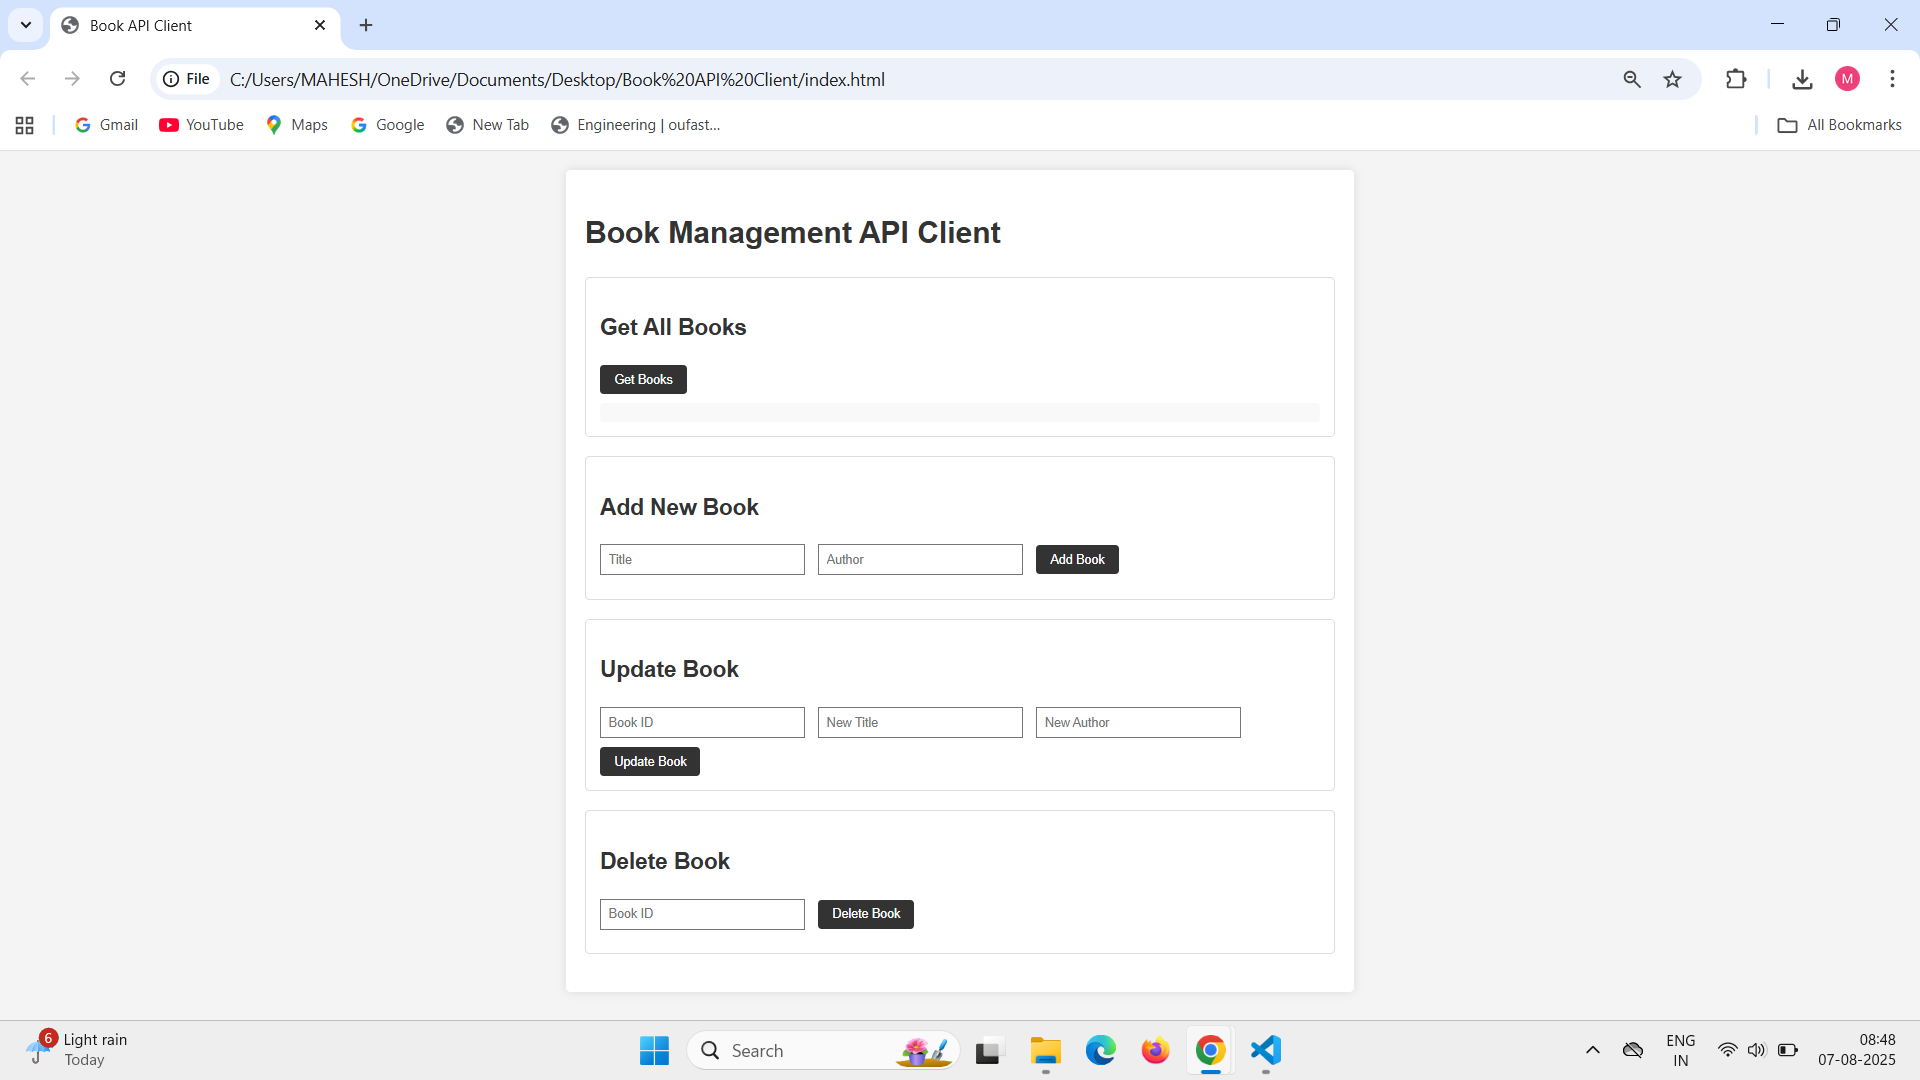 Book API Client
File
C:/Users/MAHESH/OneDrive/Documents/Desktop/Book%20API%20Client/index.html
M
Gmail
YouTube
Maps
Google
New Tab
Engineering | oufast...
All Bookmarks
Book Management API Client
Get All Books
Get Books
Add New Book
Title Author Add Book
Update Book
Book ID New Title New Author
Update Book
Delete Book
Book ID Delete Book
6
Light rain
Today
Search
ENG
IN
08:48
07-08-2025